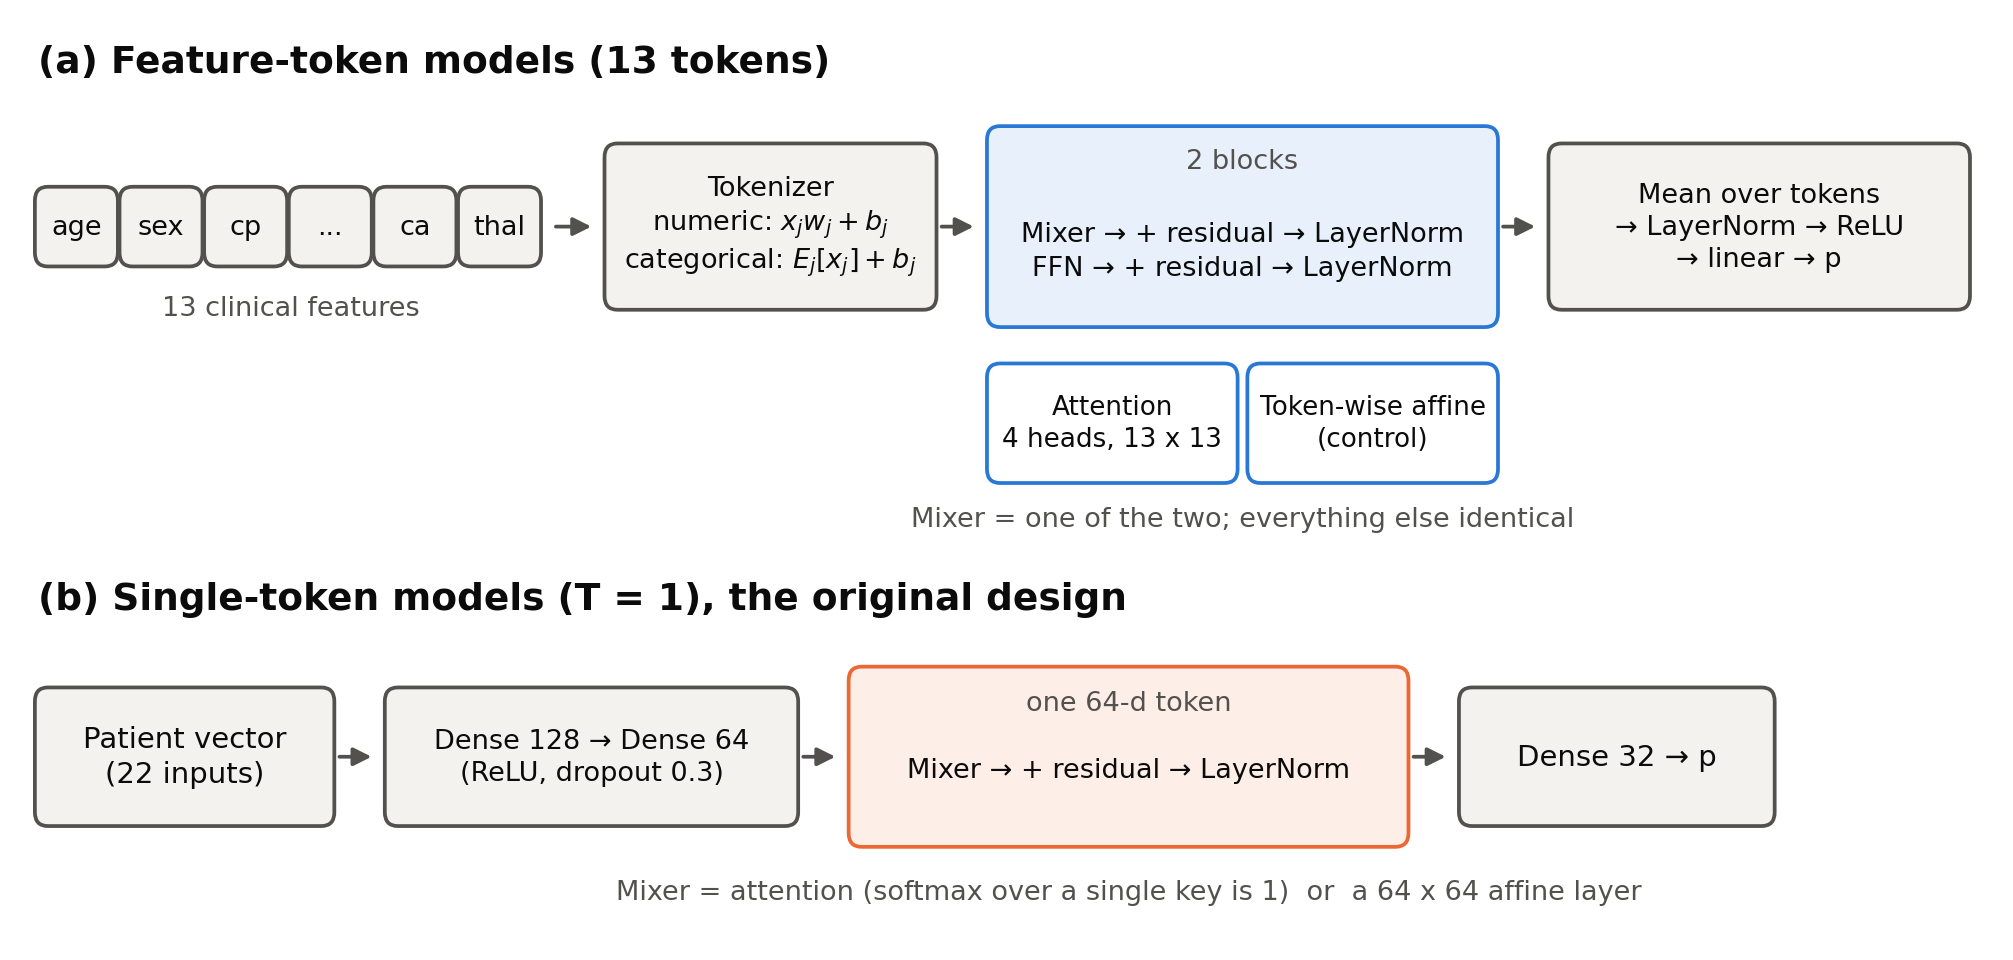 (a) Feature-token models (13 tokens)
age sex cp ... ca thal
13 clinical features
Tokenizer
numeric: $x_j w_j + b_j$
categorical: $E_j[x_j] + b_j$
2 blocks
Mixer → + residual → LayerNorm
FFN → + residual → LayerNorm
Mean over tokens
→ LayerNorm → ReLU
→ linear → p
Attention
4 heads, 13 x 13
Token-wise affine
(control)
Mixer = one of the two; everything else identical
(b) Single-token models (T = 1), the original design
Patient vector
(22 inputs)
Dense 128 → Dense 64
(ReLU, dropout 0.3)
one 64-d token
Mixer → + residual → LayerNorm
Dense 32 → p
Mixer = attention (softmax over a single key is 1)  or  a 64 x 64 affine layer